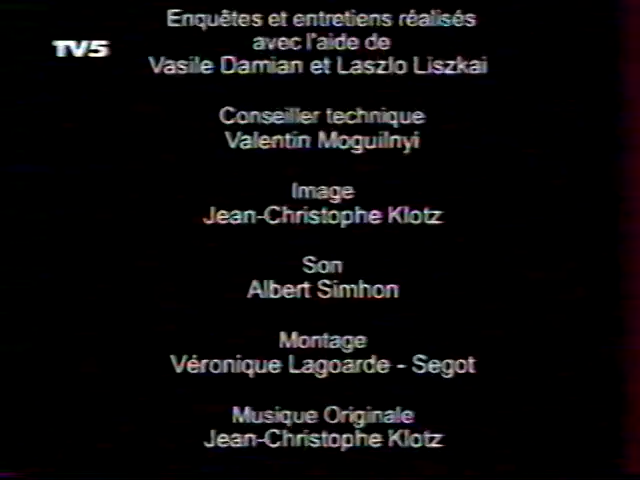 TV5
Enquêtes et entretiens réalisés
avec l'aide de
Vasile Damian et Laszlo Liszkai
Conseiller technique
Valentin Moguilnyi
Image
Jean-Christophe Klotz
Son
Albert Simhon
Montage
Véronique Lagoarde - Segot
Musique Originale
Jean-Christophe Klotz